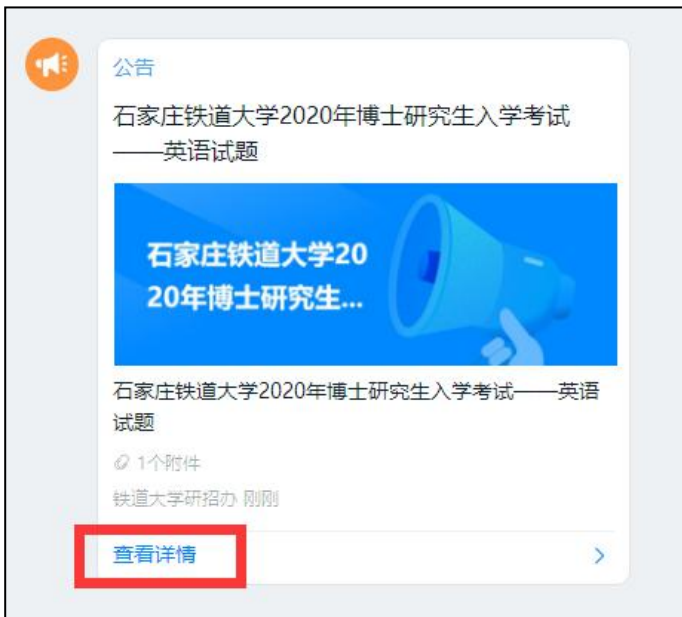 公告
石家庄铁道大学2020年博士研究生入学考试
——英语试题
石家庄铁道大学20
20年博士研究生...
石家庄铁道大学2020年博士研究生入学考试——英语
试题
1个附件
铁道大学研招办 刚刚
查看详情